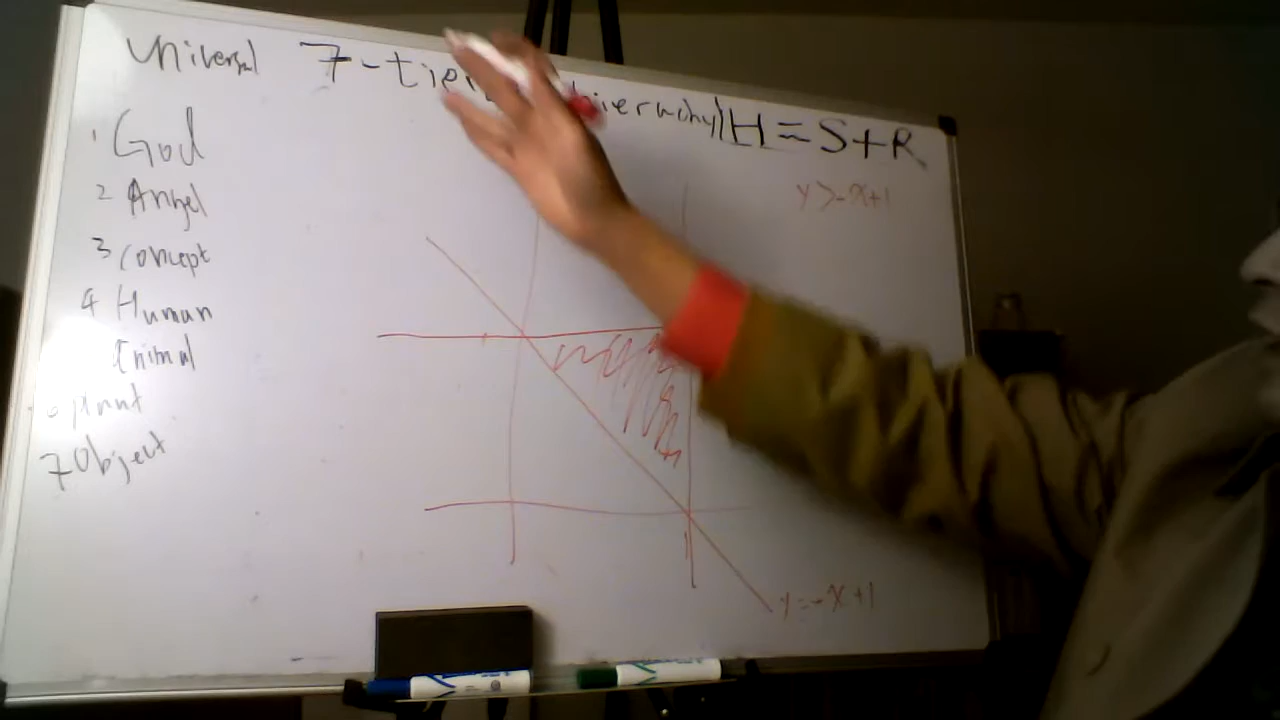 Universal 7-tier hierarchy H = S+R
y>-x+1
1 God
2 Angel
3 concept
4 Human
Animal
plant
7 Object
y=-x+1